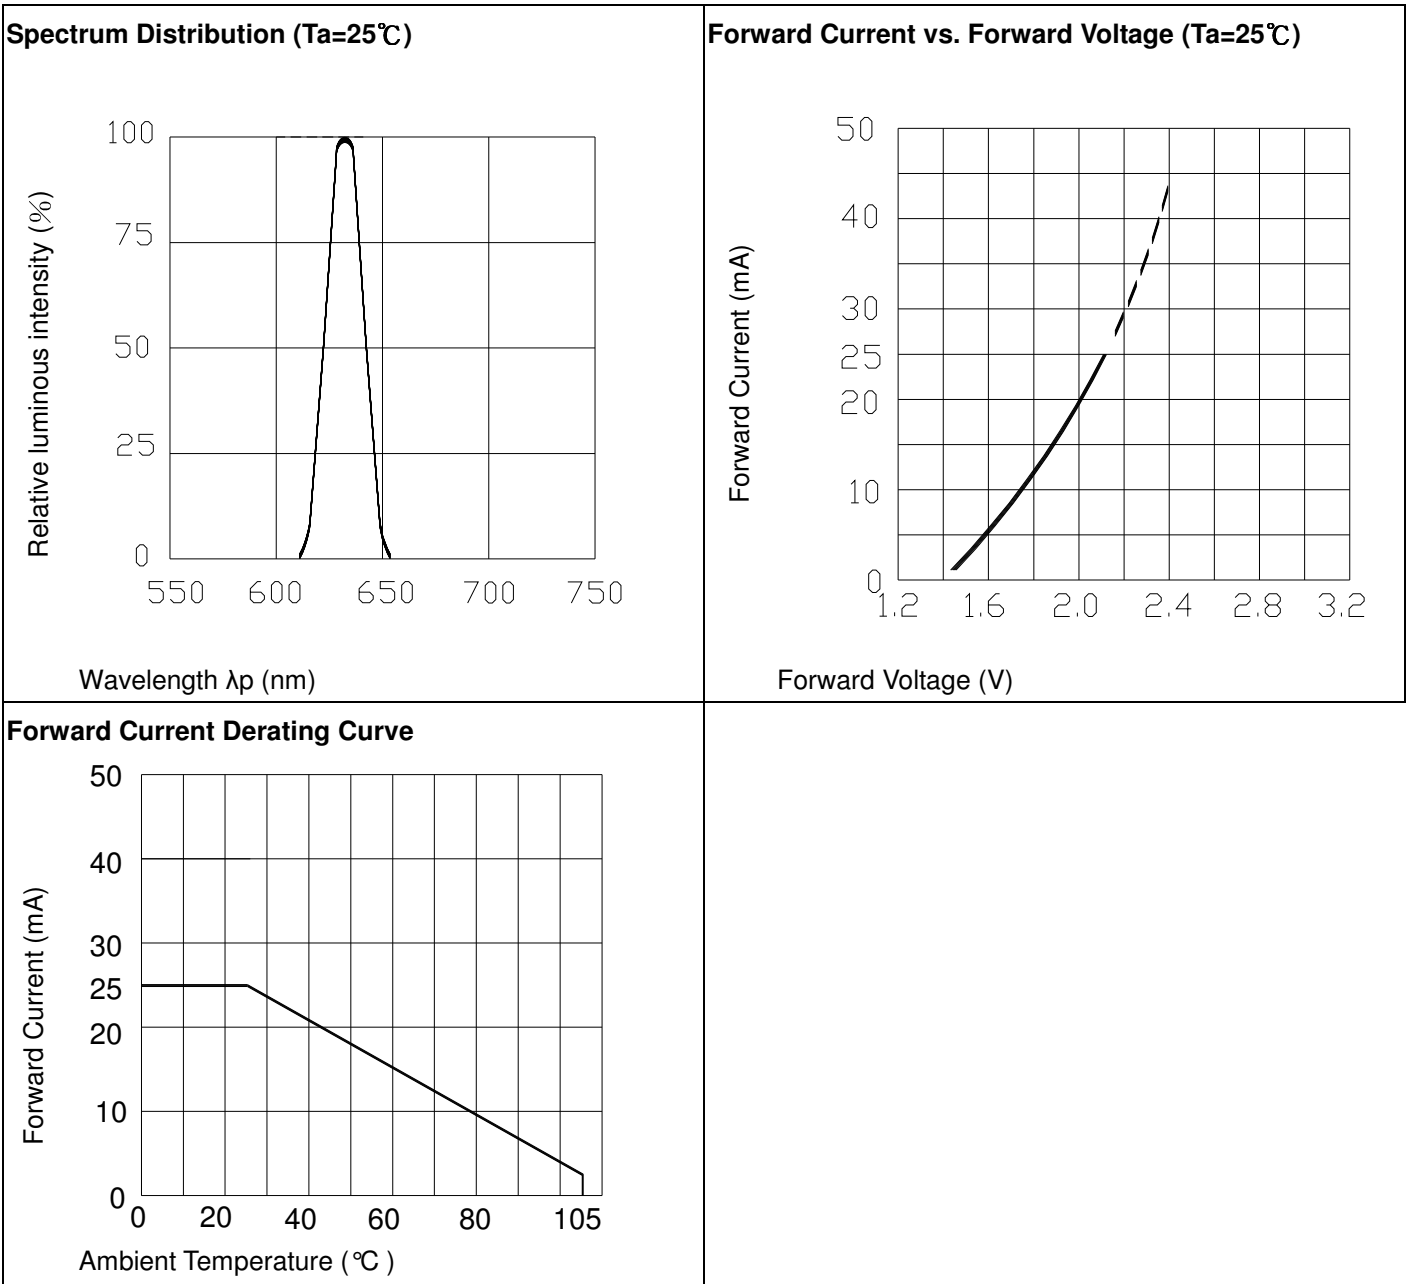 Spectrum Distribution (Ta=25℃)
100
75
50
25
0
550 600 650 700 750
Relative luminous intensity (%)
Wavelength λp (nm)
Forward Current vs. Forward Voltage (Ta=25℃)
50
40
30
25
20
10
0
1.2 1.6 2.0 2.4 2.8 3.2
Forward Current (mA)
Forward Voltage (V)
Forward Current Derating Curve
50
40
30
25
20
10
0
0 20 40 60 80 105
Forward Current (mA)
Ambient Temperature ( ℃ )